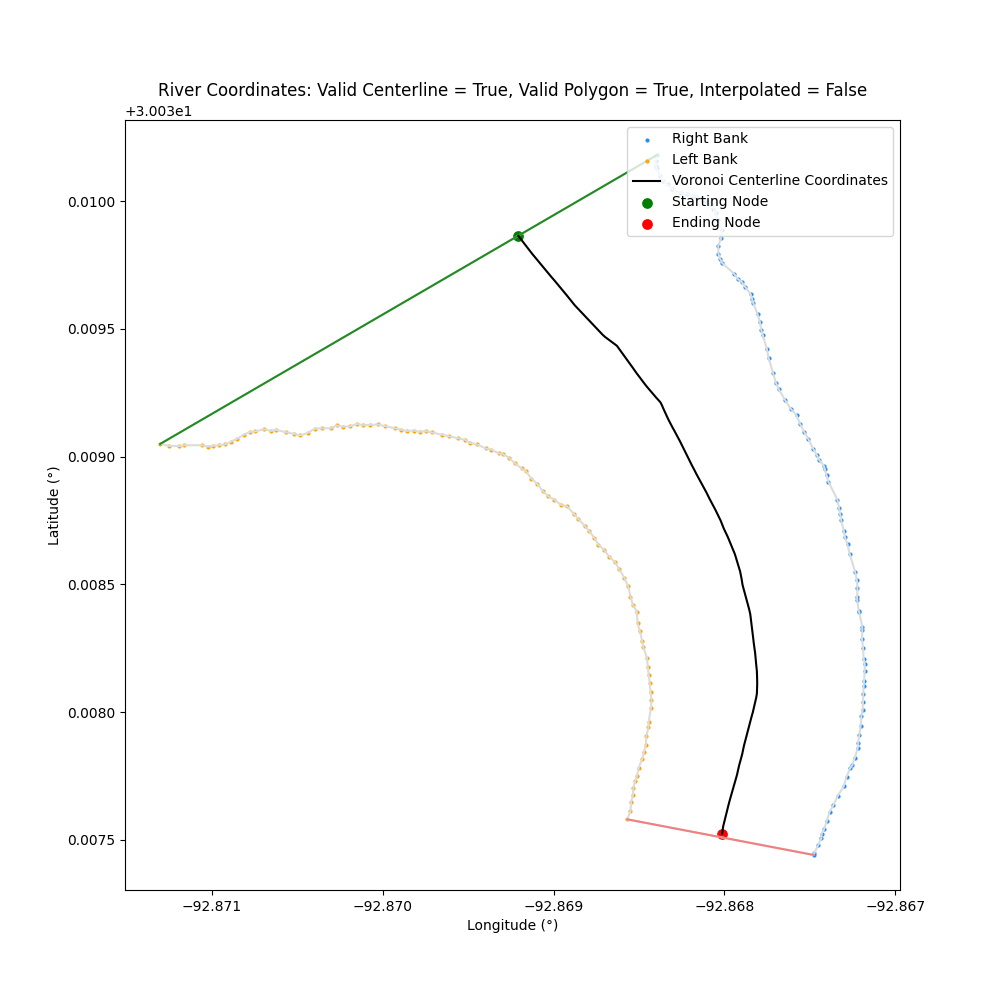 River Coordinates: Valid Centerline = True, Valid Polygon = True, Interpolated = False
+3.003e1
Right Bank
Left Bank
Voronoi Centerline Coordinates
Starting Node
Ending Node
0.0100
0.0095
0.0090
0.0085
0.0080
0.0075
Latitude (°)
−92.871
−92.870
−92.869
−92.868
−92.867
Longitude (°)